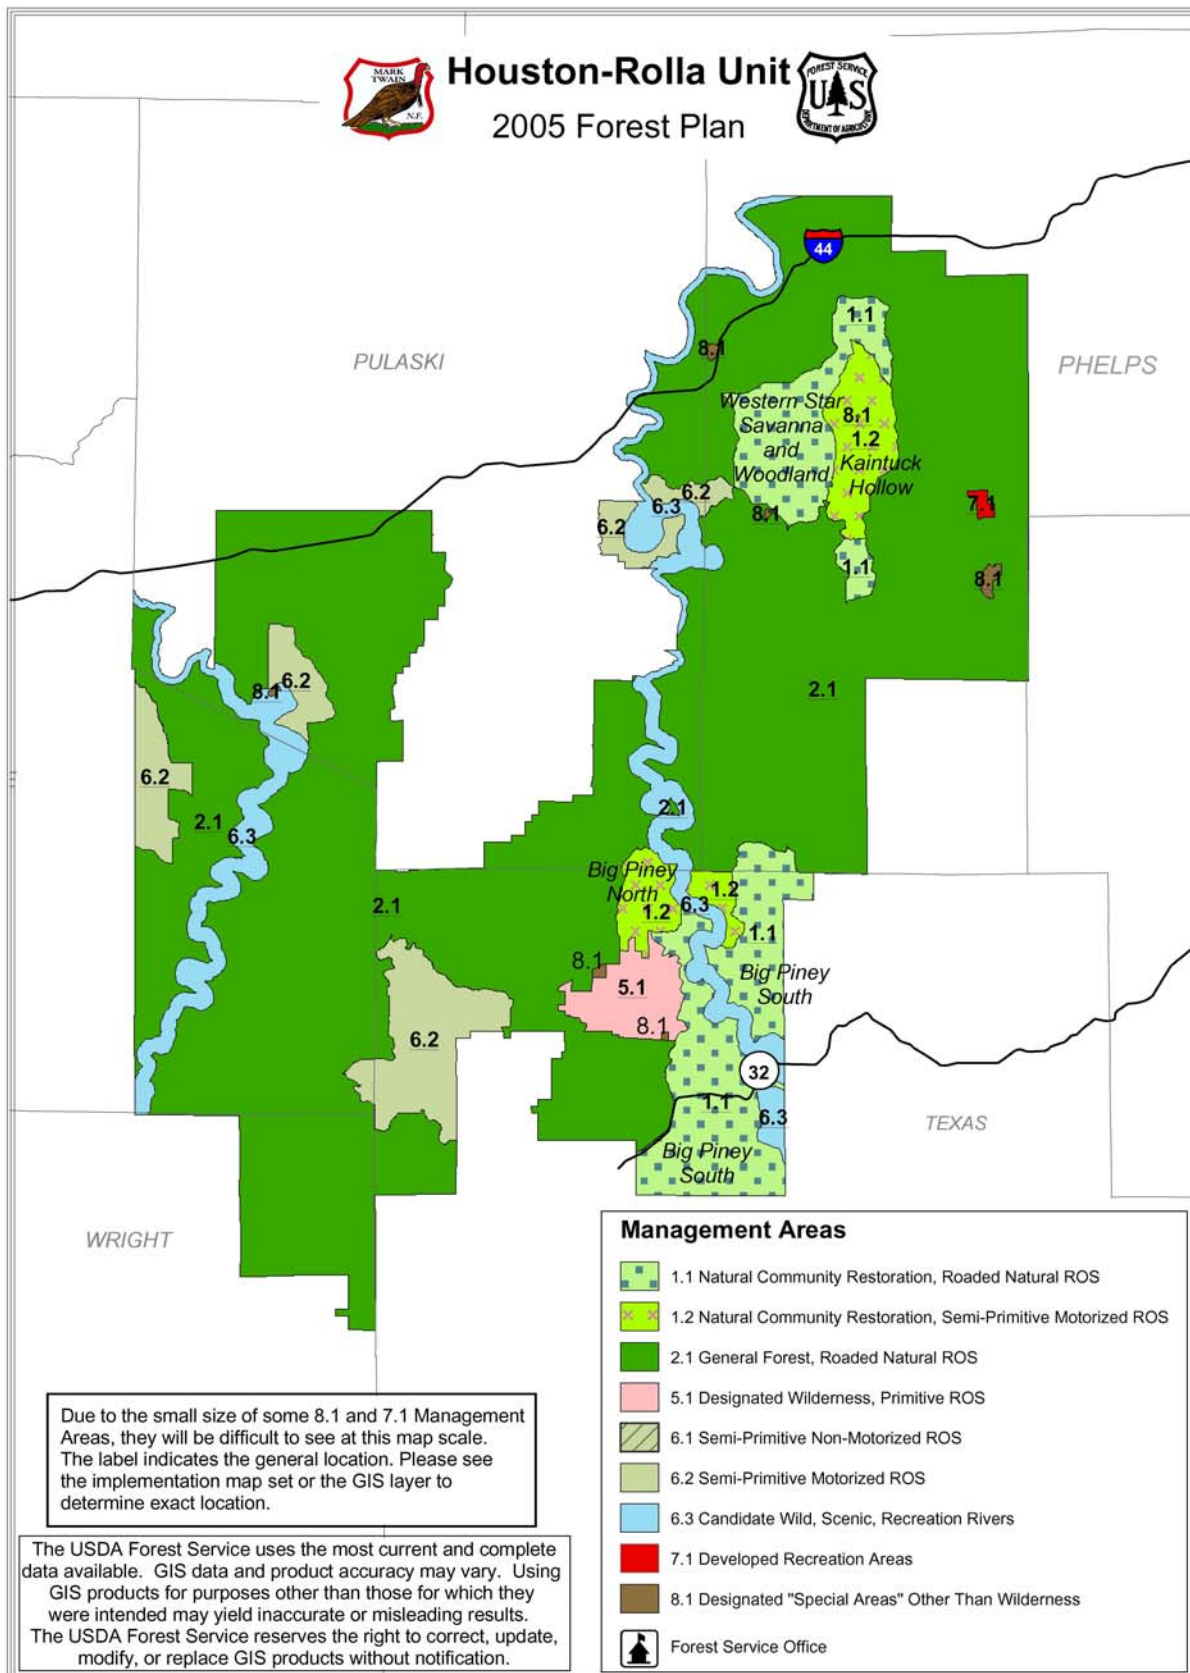 MARK
TWAIN
N.F.
Houston-Rolla Unit
2005 Forest Plan
FOREST SERVICE
U S
DEPARTMENT OF AGRICULTURE
44
1.1
8.1
PULASKI
PHELPS
Western Star
Savanna
and
Woodland
8.1
1.2
Kaintuck
Hollow
6.2
6.3
6.2
8.1
7.1
1.1
8.1
6.2
8.1
2.1
6.2
2.1
6.3
2.1
Big Piney
North
1.2
1.2
6.3
2.1
1.1
8.1
Big Piney
South
5.1
8.1
6.2
32
1.1
6.3
TEXAS
Big Piney
South
WRIGHT
Management Areas
1.1 Natural Community Restoration, Roaded Natural ROS
1.2 Natural Community Restoration, Semi-Primitive Motorized ROS
2.1 General Forest, Roaded Natural ROS
5.1 Designated Wilderness, Primitive ROS
6.1 Semi-Primitive Non-Motorized ROS
6.2 Semi-Primitive Motorized ROS
6.3 Candidate Wild, Scenic, Recreation Rivers
7.1 Developed Recreation Areas
8.1 Designated "Special Areas" Other Than Wilderness
Forest Service Office
Due to the small size of some 8.1 and 7.1 Management
Areas, they will be difficult to see at this map scale.
The label indicates the general location. Please see
the implementation map set or the GIS layer to
determine exact location.
The USDA Forest Service uses the most current and complete
data available. GIS data and product accuracy may vary. Using
GIS products for purposes other than those for which they
were intended may yield inaccurate or misleading results.
The USDA Forest Service reserves the right to correct, update,
modify, or replace GIS products without notification.